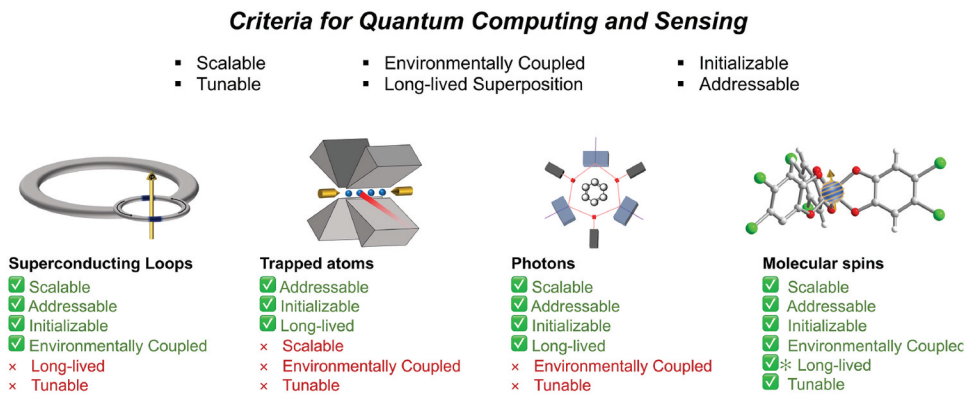 Criteria for Quantum Computing and Sensing
▪ Scalable
▪ Tunable
▪ Environmentally Coupled
▪ Long-lived Superposition
▪ Initializable
▪ Addressable
Superconducting Loops
✅ Scalable
✅ Addressable
✅ Initializable
✅ Environmentally Coupled
× Long-lived
× Tunable
Trapped atoms
✅ Addressable
✅ Initializable
✅ Long-lived
× Scalable
× Environmentally Coupled
× Tunable
Photons
✅ Scalable
✅ Addressable
✅ Initializable
✅ Long-lived
× Environmentally Coupled
× Tunable
Molecular spins
✅ Scalable
✅ Addressable
✅ Initializable
✅ Environmentally Coupled
✅* Long-lived
✅ Tunable